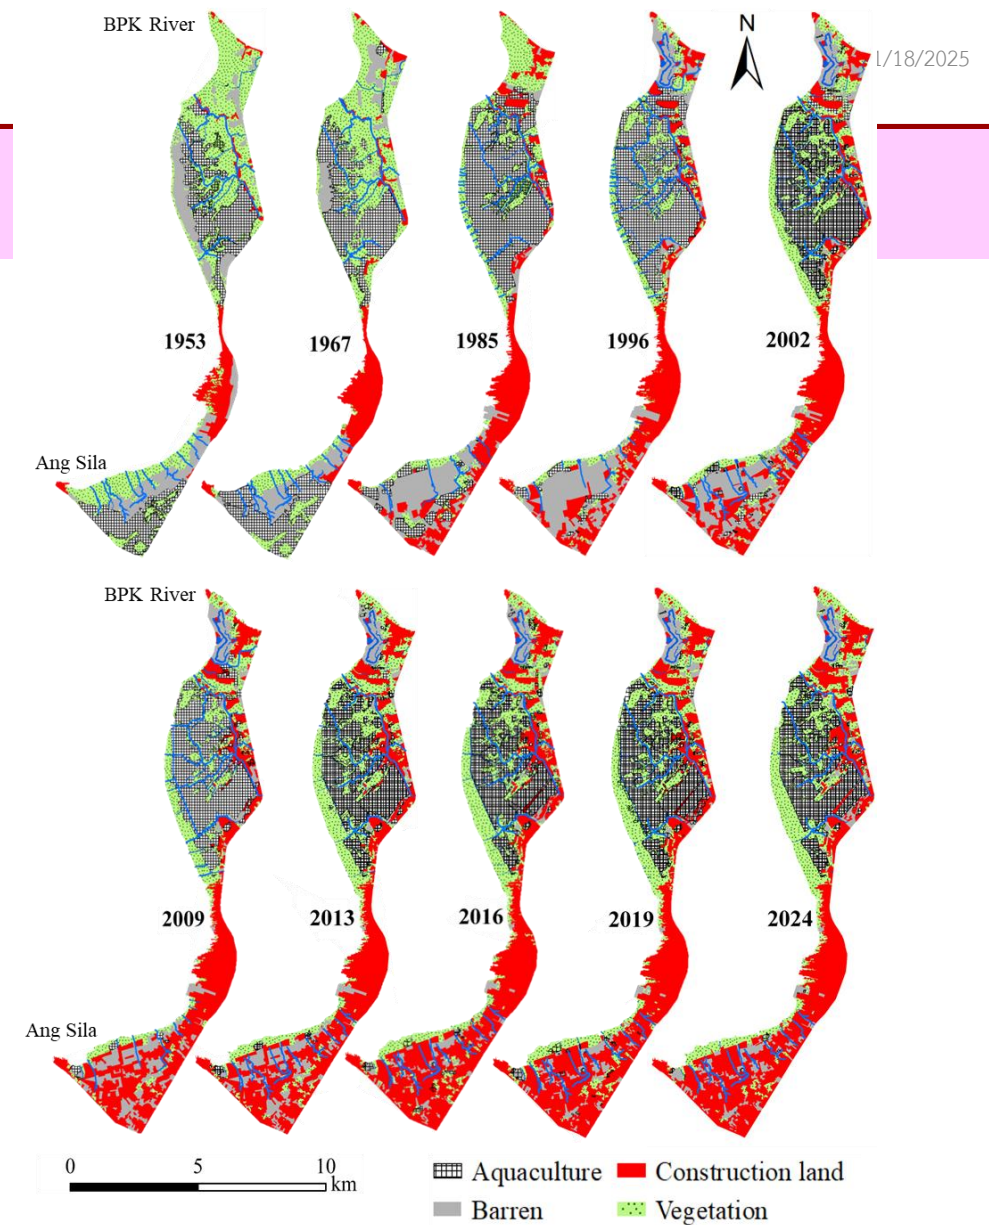 BPK River
N
1/18/2025
1953
1967
1985
1996
2002
Ang Sila
BPK River
2009
2013
2016
2019
2024
Ang Sila
0 5 10
km
Aquaculture Construction land
Barren Vegetation